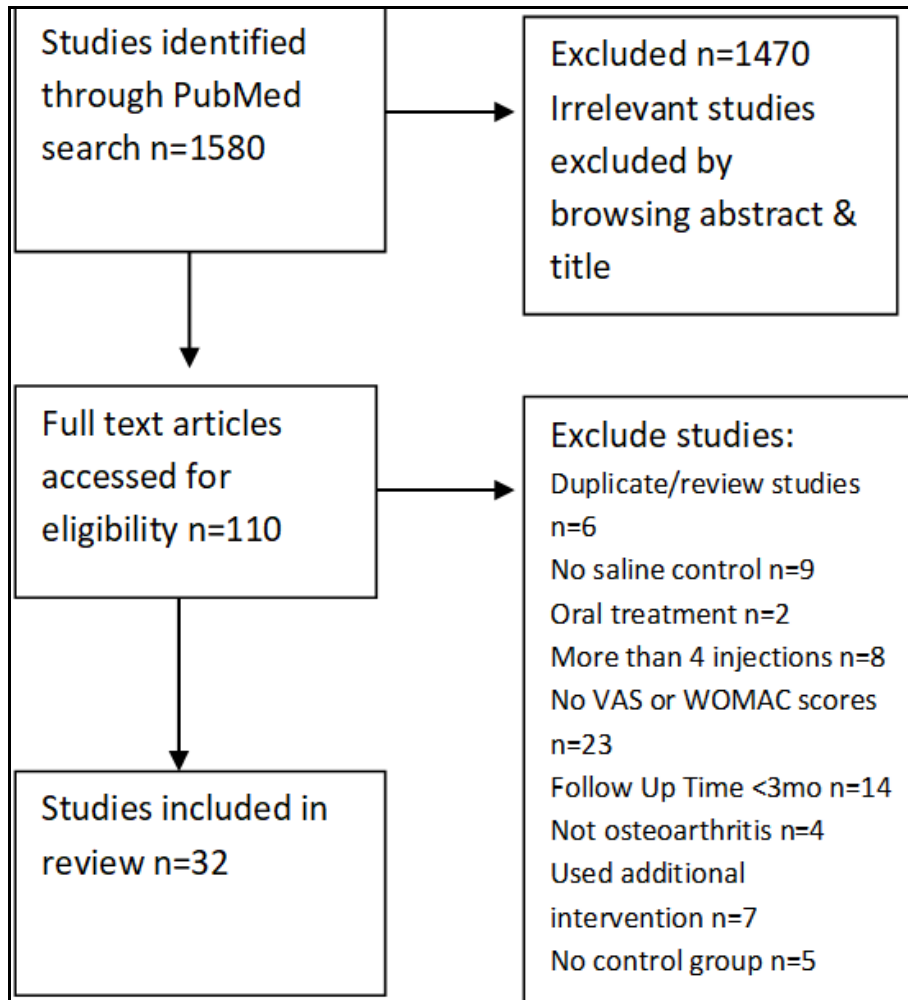 Studies identified
through PubMed
search n=1580
Excluded n=1470
Irrelevant studies
excluded by
browsing abstract &
title
Full text articles
accessed for
eligibility n=110
Exclude studies:
Duplicate/review studies
n=6
No saline control n=9
Oral treatment n=2
More than 4 injections n=8
No VAS or WOMAC scores
n=23
Follow Up Time <3mo n=14
Not osteoarthritis n=4
Used additional
intervention n=7
No control group n=5
Studies included in
review n=32